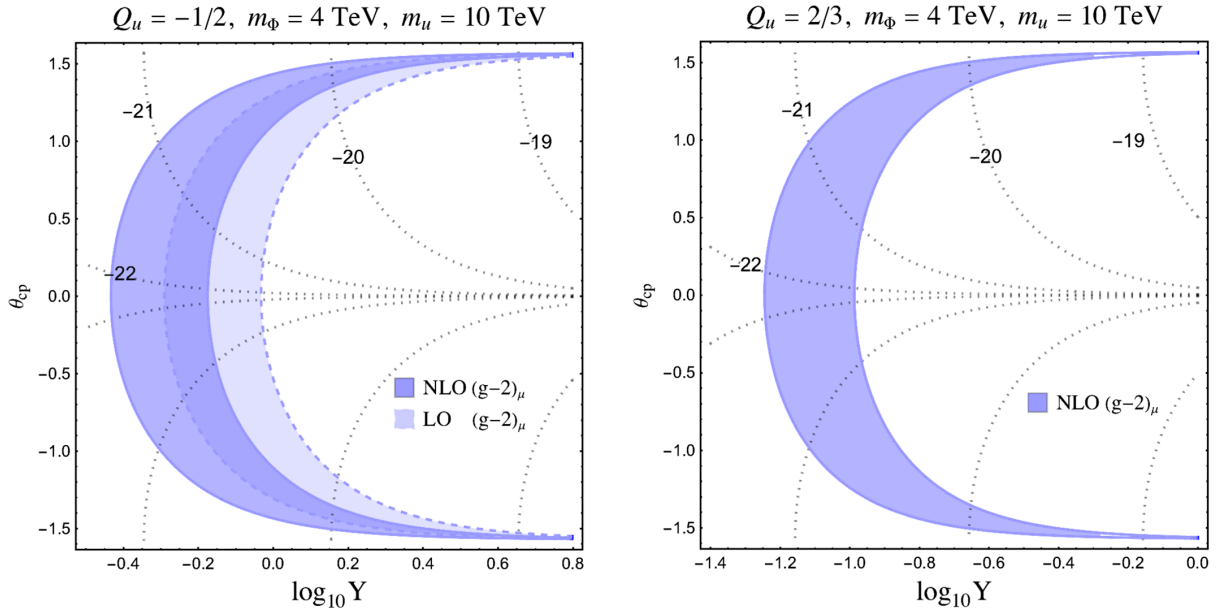 Q_u = −1/2, m_Φ = 4 TeV, m_u = 10 TeV
1.5
1.0
0.5
0.0
−0.5
−1.0
−1.5
θ_cp
−21
−20
−19
−22
NLO (g−2)_μ
LO (g−2)_μ
−0.4 −0.2 0.0 0.2 0.4 0.6 0.8
log₁₀ Y
Q_u = 2/3, m_Φ = 4 TeV, m_u = 10 TeV
1.5
1.0
0.5
0.0
−0.5
−1.0
−1.5
θ_cp
−21
−20
−19
−22
NLO (g−2)_μ
−1.4 −1.2 −1.0 −0.8 −0.6 −0.4 −0.2 0.0
log₁₀ Y